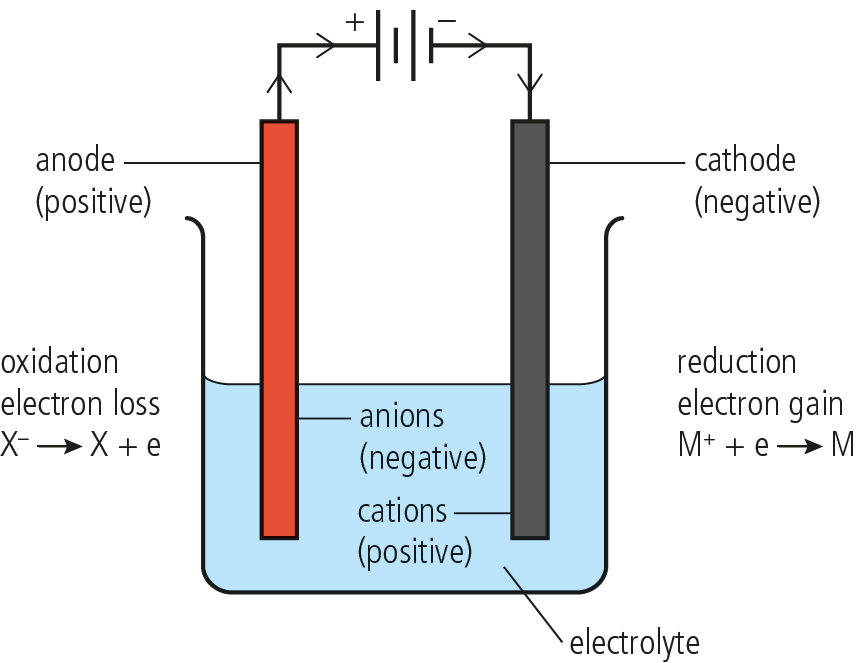 + −
anode
(positive)
cathode
(negative)
oxidation
electron loss
X⁻ → X + e
reduction
electron gain
M⁺ + e → M
anions
(negative)
cations
(positive)
electrolyte